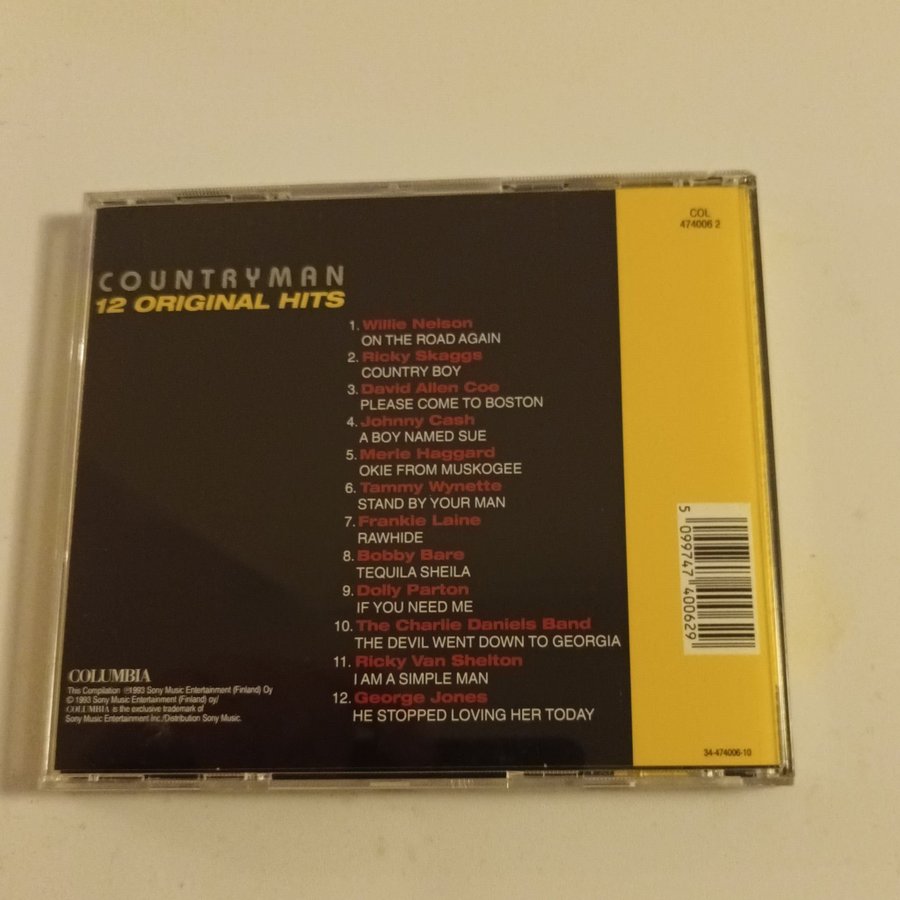 COL
474006 2
COUNTRYMAN
12 ORIGINAL HITS
1. Willie Nelson
ON THE ROAD AGAIN
2. Ricky Skaggs
COUNTRY BOY
3. David Allen Coe
PLEASE COME TO BOSTON
4. Johnny Cash
A BOY NAMED SUE
5. Merle Haggard
OKIE FROM MUSKOGEE
6. Tammy Wynette
STAND BY YOUR MAN
7. Frankie Laine
RAWHIDE
8. Bobby Bare
TEQUILA SHEILA
9. Dolly Parton
IF YOU NEED ME
10. The Charlie Daniels Band
THE DEVIL WENT DOWN TO GEORGIA
11. Ricky Van Shelton
I AM A SIMPLE MAN
12. George Jones
HE STOPPED LOVING HER TODAY
5 099747 400629
COLUMBIA
This Compilation ℗1993 Sony Music Entertainment (Finland) Oy
© 1993 Sony Music Entertainment (Finland) oy/
COLUMBIA is the exclusive trademark of
Sony Music Entertainment Inc./Distribution Sony Music.
34-474006-10